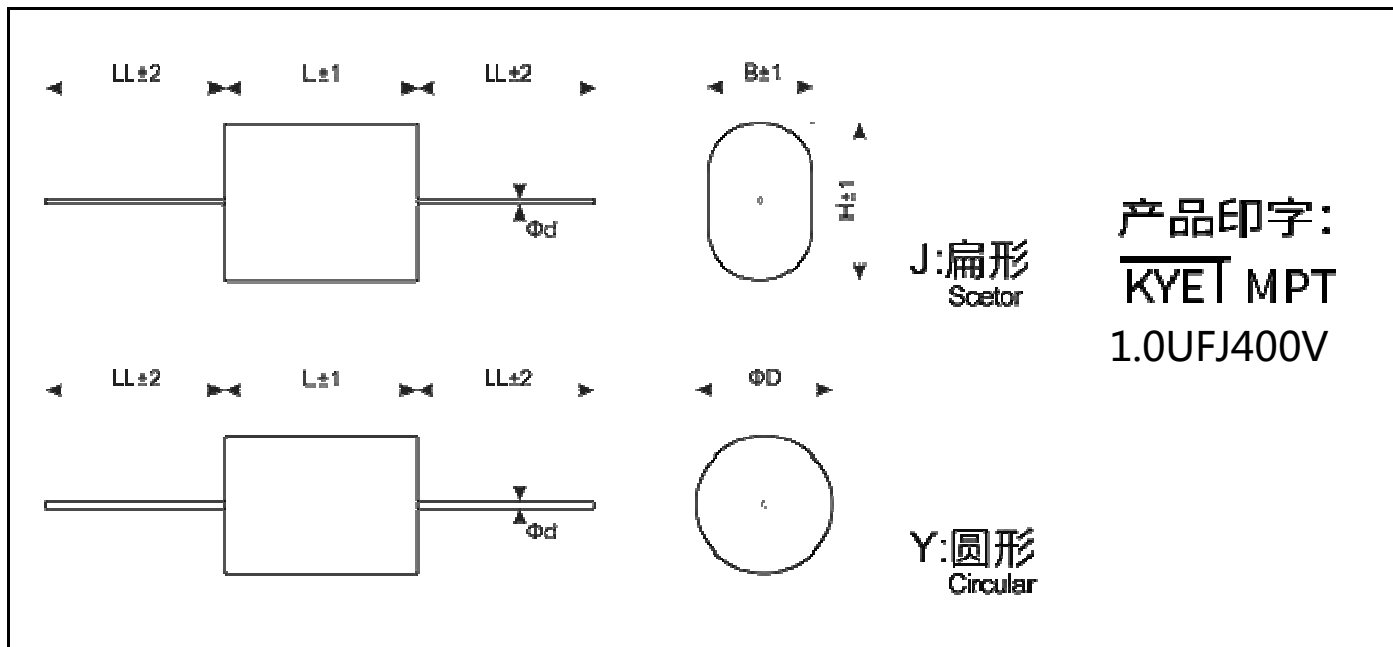 LL±2 L±1 LL±2 B±1
H±1
Φd
J:扁形
Scetor
产品印字：
KYET MPT
1.0UFJ400V
LL±2 L±1 LL±2 ΦD
Φd
Y:圆形
Circular